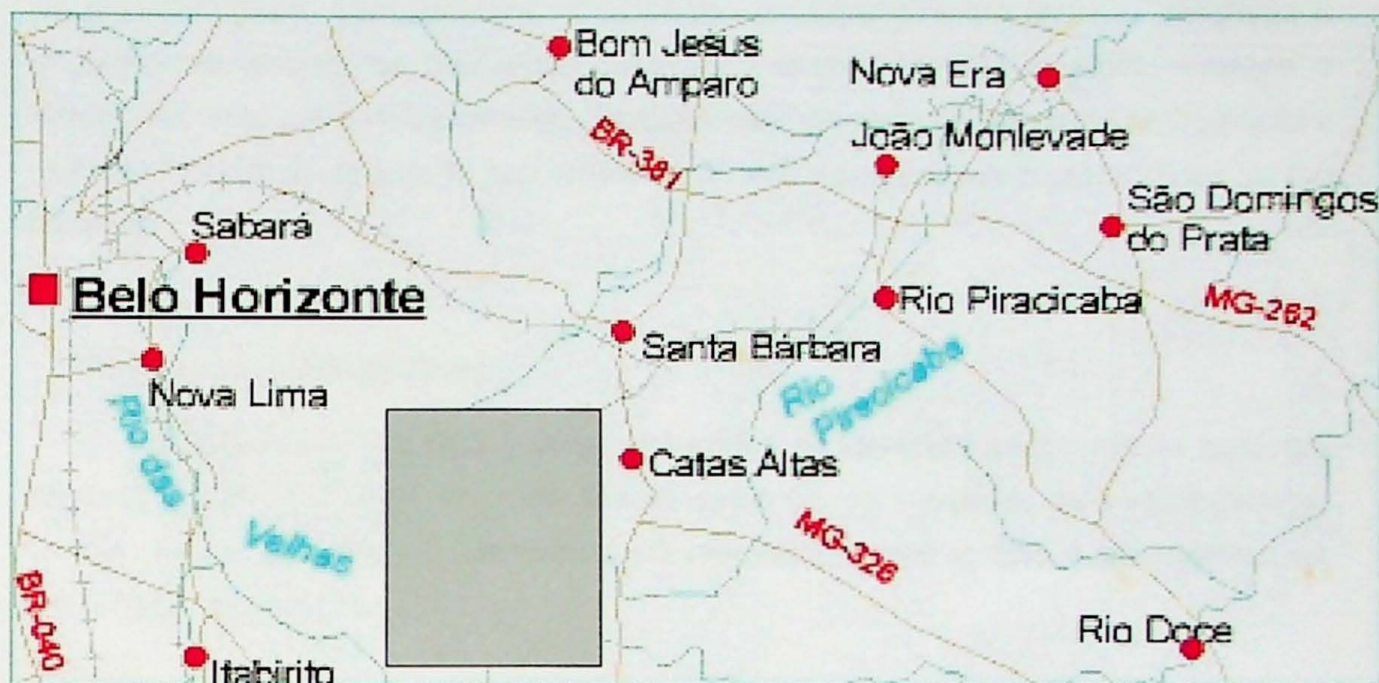 Bom Jesus
do Amparo
Nova Era
BR-381
João Monlevade
São Domingos
do Prata
Sabará
Belo Horizonte
Rio Piracicaba
MG-262
Santa Bárbara
Nova Lima
Rio
Piracicaba
Rio das
Velhas
Catas Altas
MG-326
BR-040
Rio Doce
Itabirito